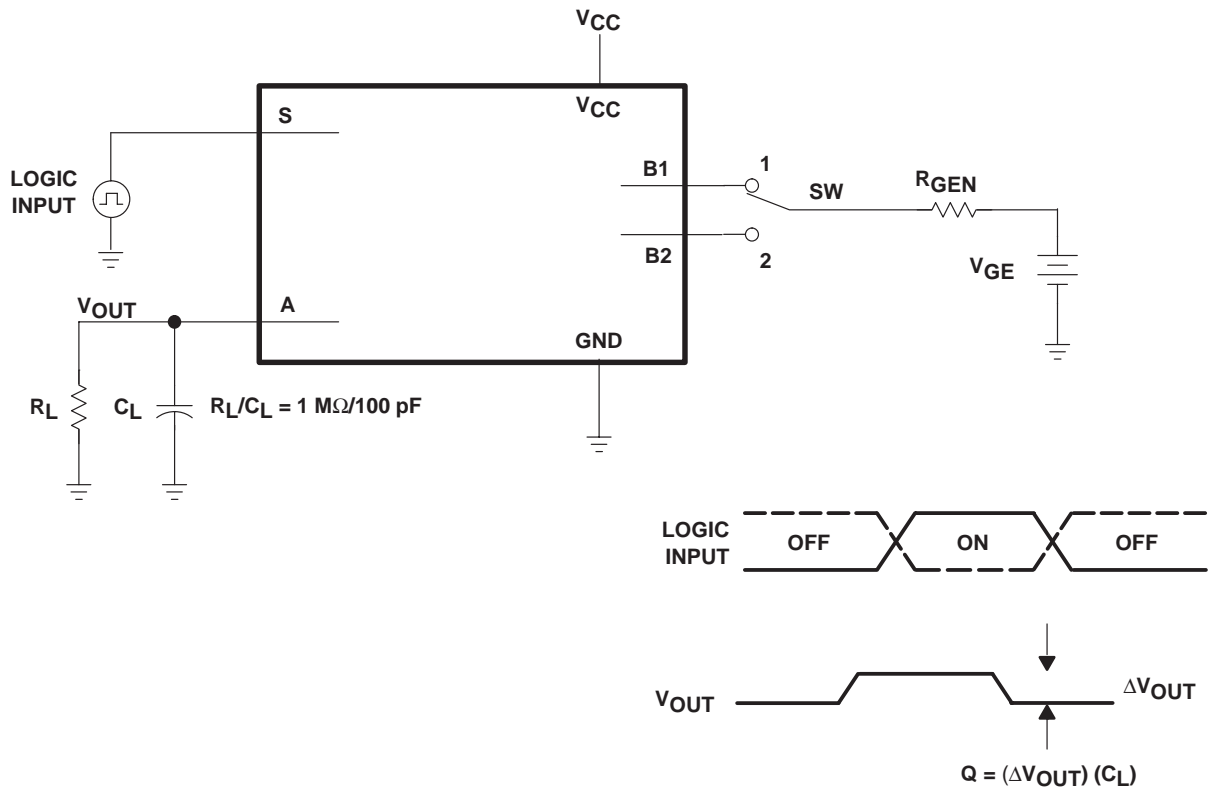 VCC
VCC
S
LOGIC
INPUT
B1
1
SW
RGEN
B2
2
VGE
VOUT
A
GND
RL
CL
RL/CL = 1 MΩ/100 pF
LOGIC
INPUT
OFF
ON
OFF
VOUT
ΔVOUT
Q = (ΔVOUT) (CL)